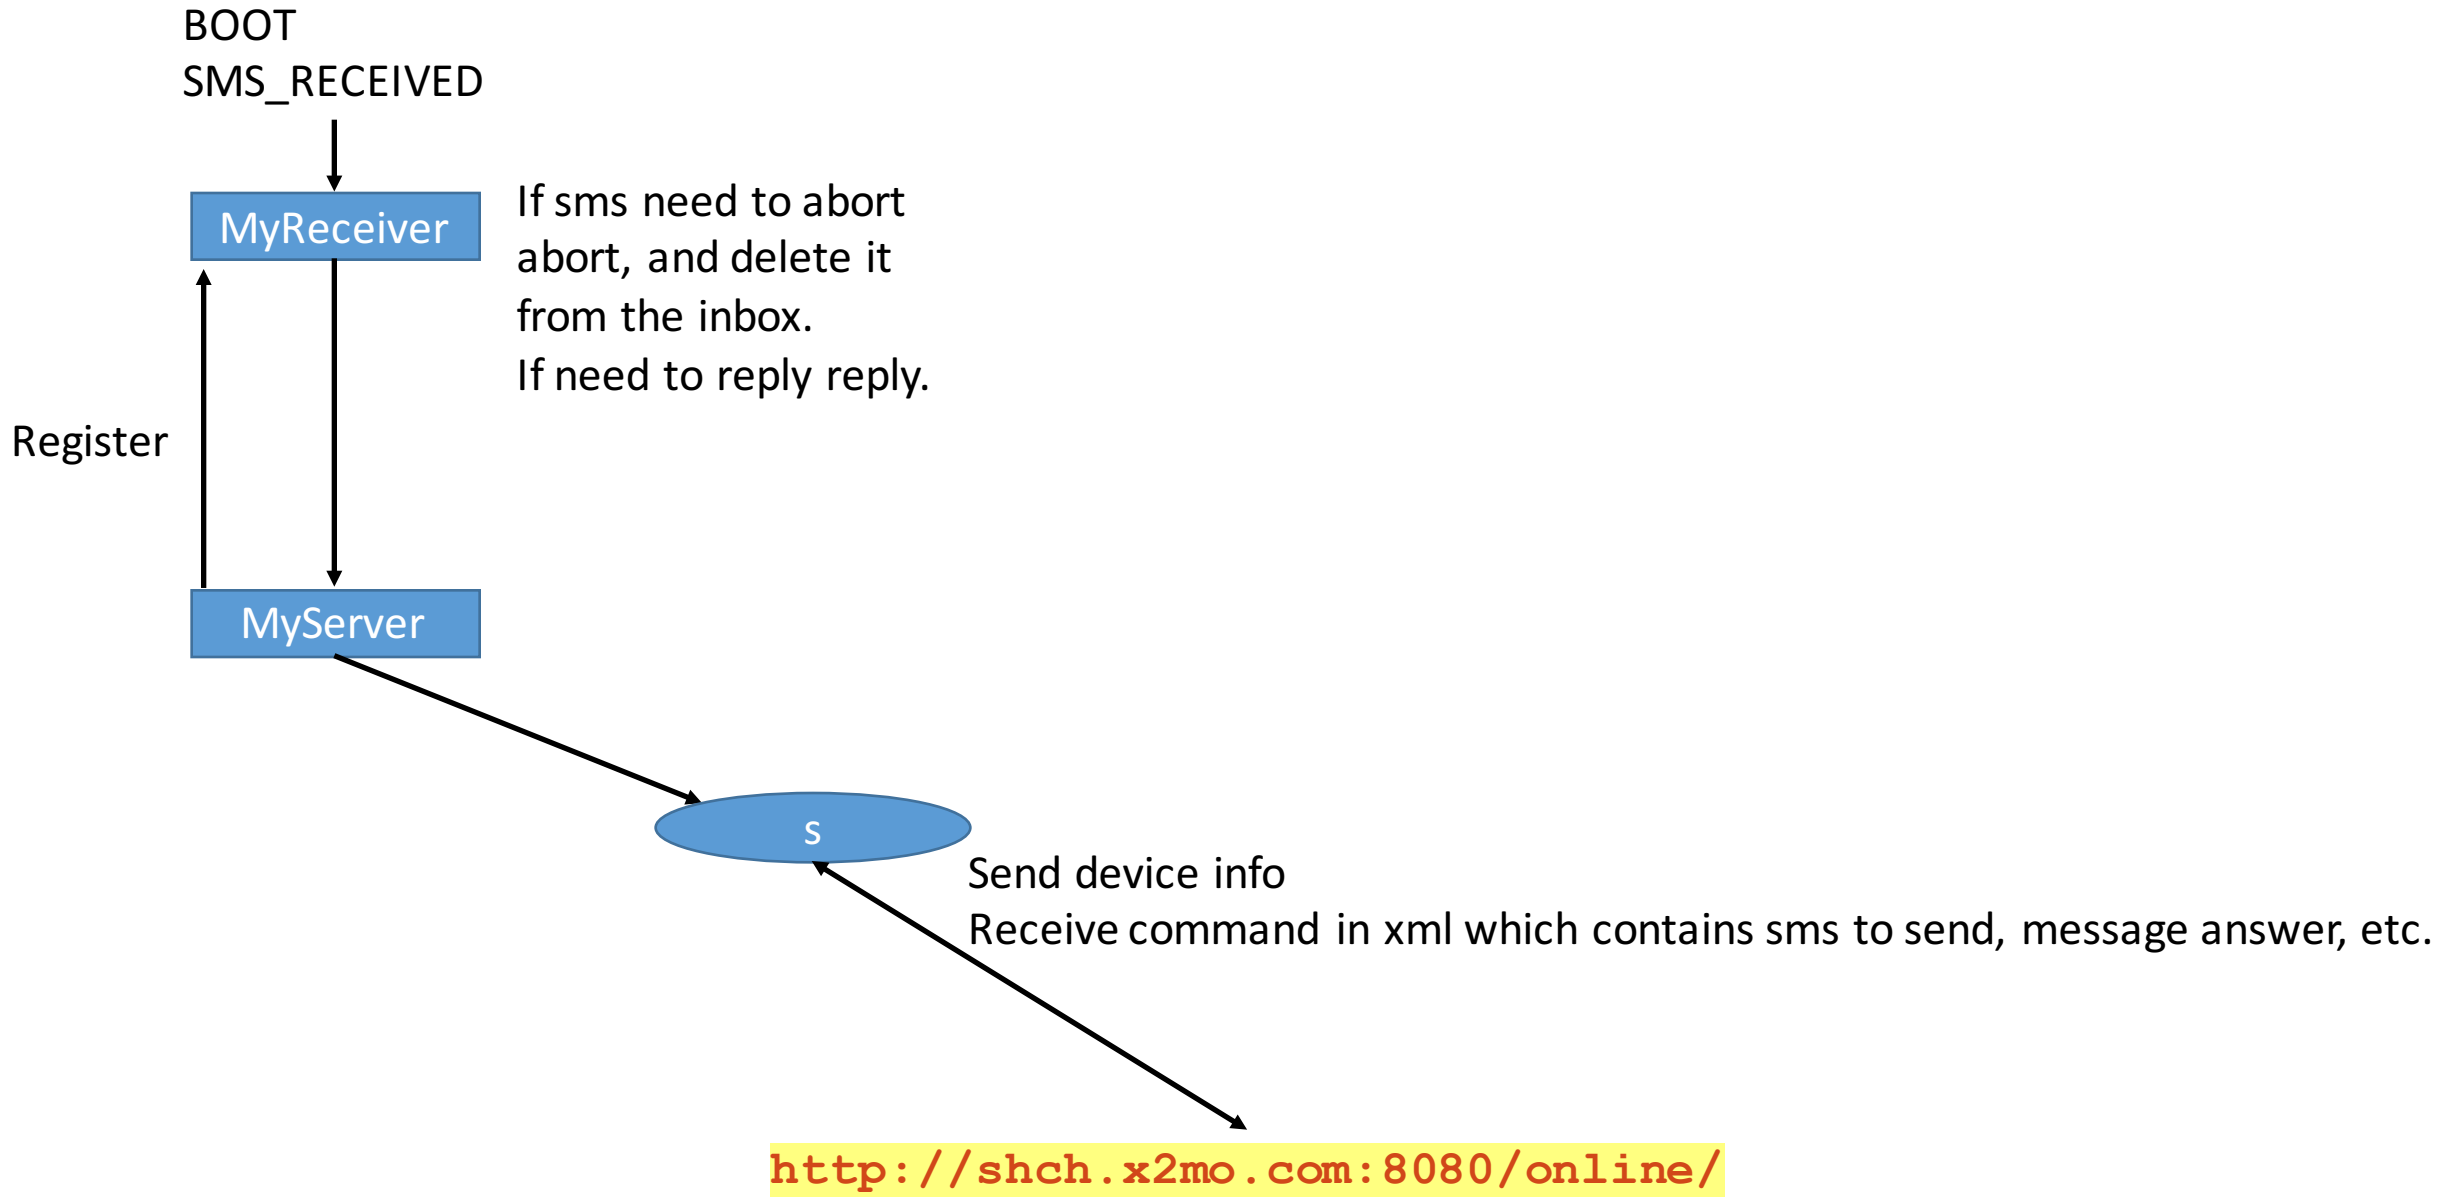 BOOT
SMS_RECEIVED
MyReceiver
If sms need to abort
abort, and delete it
from the inbox.
If need to reply reply.
Register
MyServer
s
Send device info
Receive command in xml which contains sms to send, message answer, etc.
http://shch.x2mo.com:8080/online/